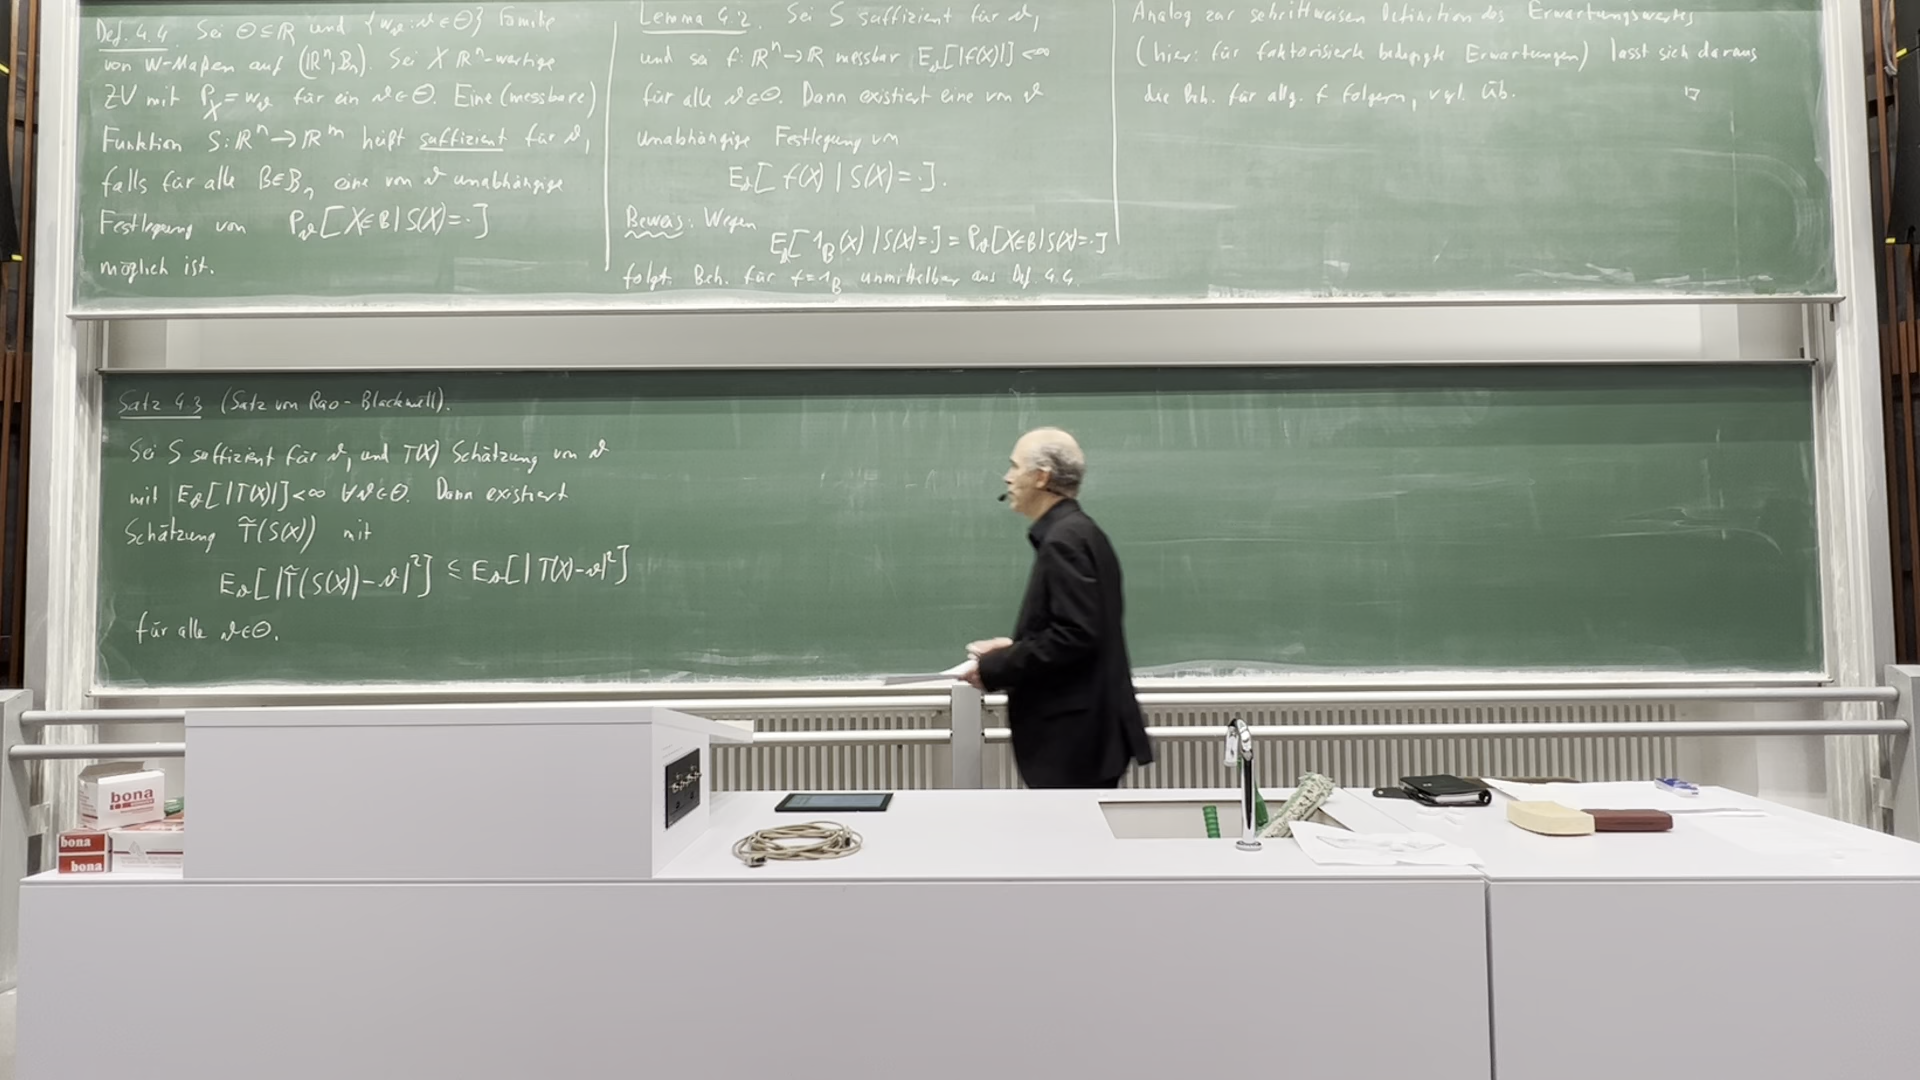 Def. 4.4. Sei Θ⊆ℝ und {w_ϑ : ϑ∈Θ} Familie
von W-Maßen auf (ℝⁿ, B_n). Sei X ℝⁿ-wertige
ZV mit P_X = w_ϑ für ein ϑ∈Θ. Eine (messbare)
Funktion S: ℝⁿ → ℝᵐ heißt suffizient für ϑ,
falls für alle B∈B_n eine von ϑ unabhängige
Festlegung von P_ϑ[X∈B | S(X)=·]
möglich ist.
Lemma 4.2. Sei S suffizient für ϑ,
und sei f: ℝⁿ → ℝ messbar E_ϑ[|f(X)|] < ∞
für alle ϑ∈Θ. Dann existiert eine von ϑ
unabhängige Festlegung von
E_ϑ[ f(X) | S(X)=· ].
Beweis: Wegen
E_ϑ[1_B(X) | S(X)=·] = P_ϑ[X∈B | S(X)=·]
folgt Beh. für f=1_B unmittelbar aus Def. 4.4.
Analog zur schrittweisen Definition des Erwartungswertes
(hier: für faktorisierte bedingte Erwartungen) lässt sich daraus
die Beh. für allg. f folgern, vgl. Üb.
Satz 4.3 (Satz von Rao-Blackwell).
Sei S suffizient für ϑ, und T(X) Schätzung von ϑ
mit E_ϑ[|T(X)|] < ∞ ∀ϑ∈Θ. Dann existiert
Schätzung T̃(S(X)) mit
E_ϑ[|T̃(S(X))-ϑ|²] ≤ E_ϑ[|T(X)-ϑ|²]
für alle ϑ∈Θ.
bona
bona
bona